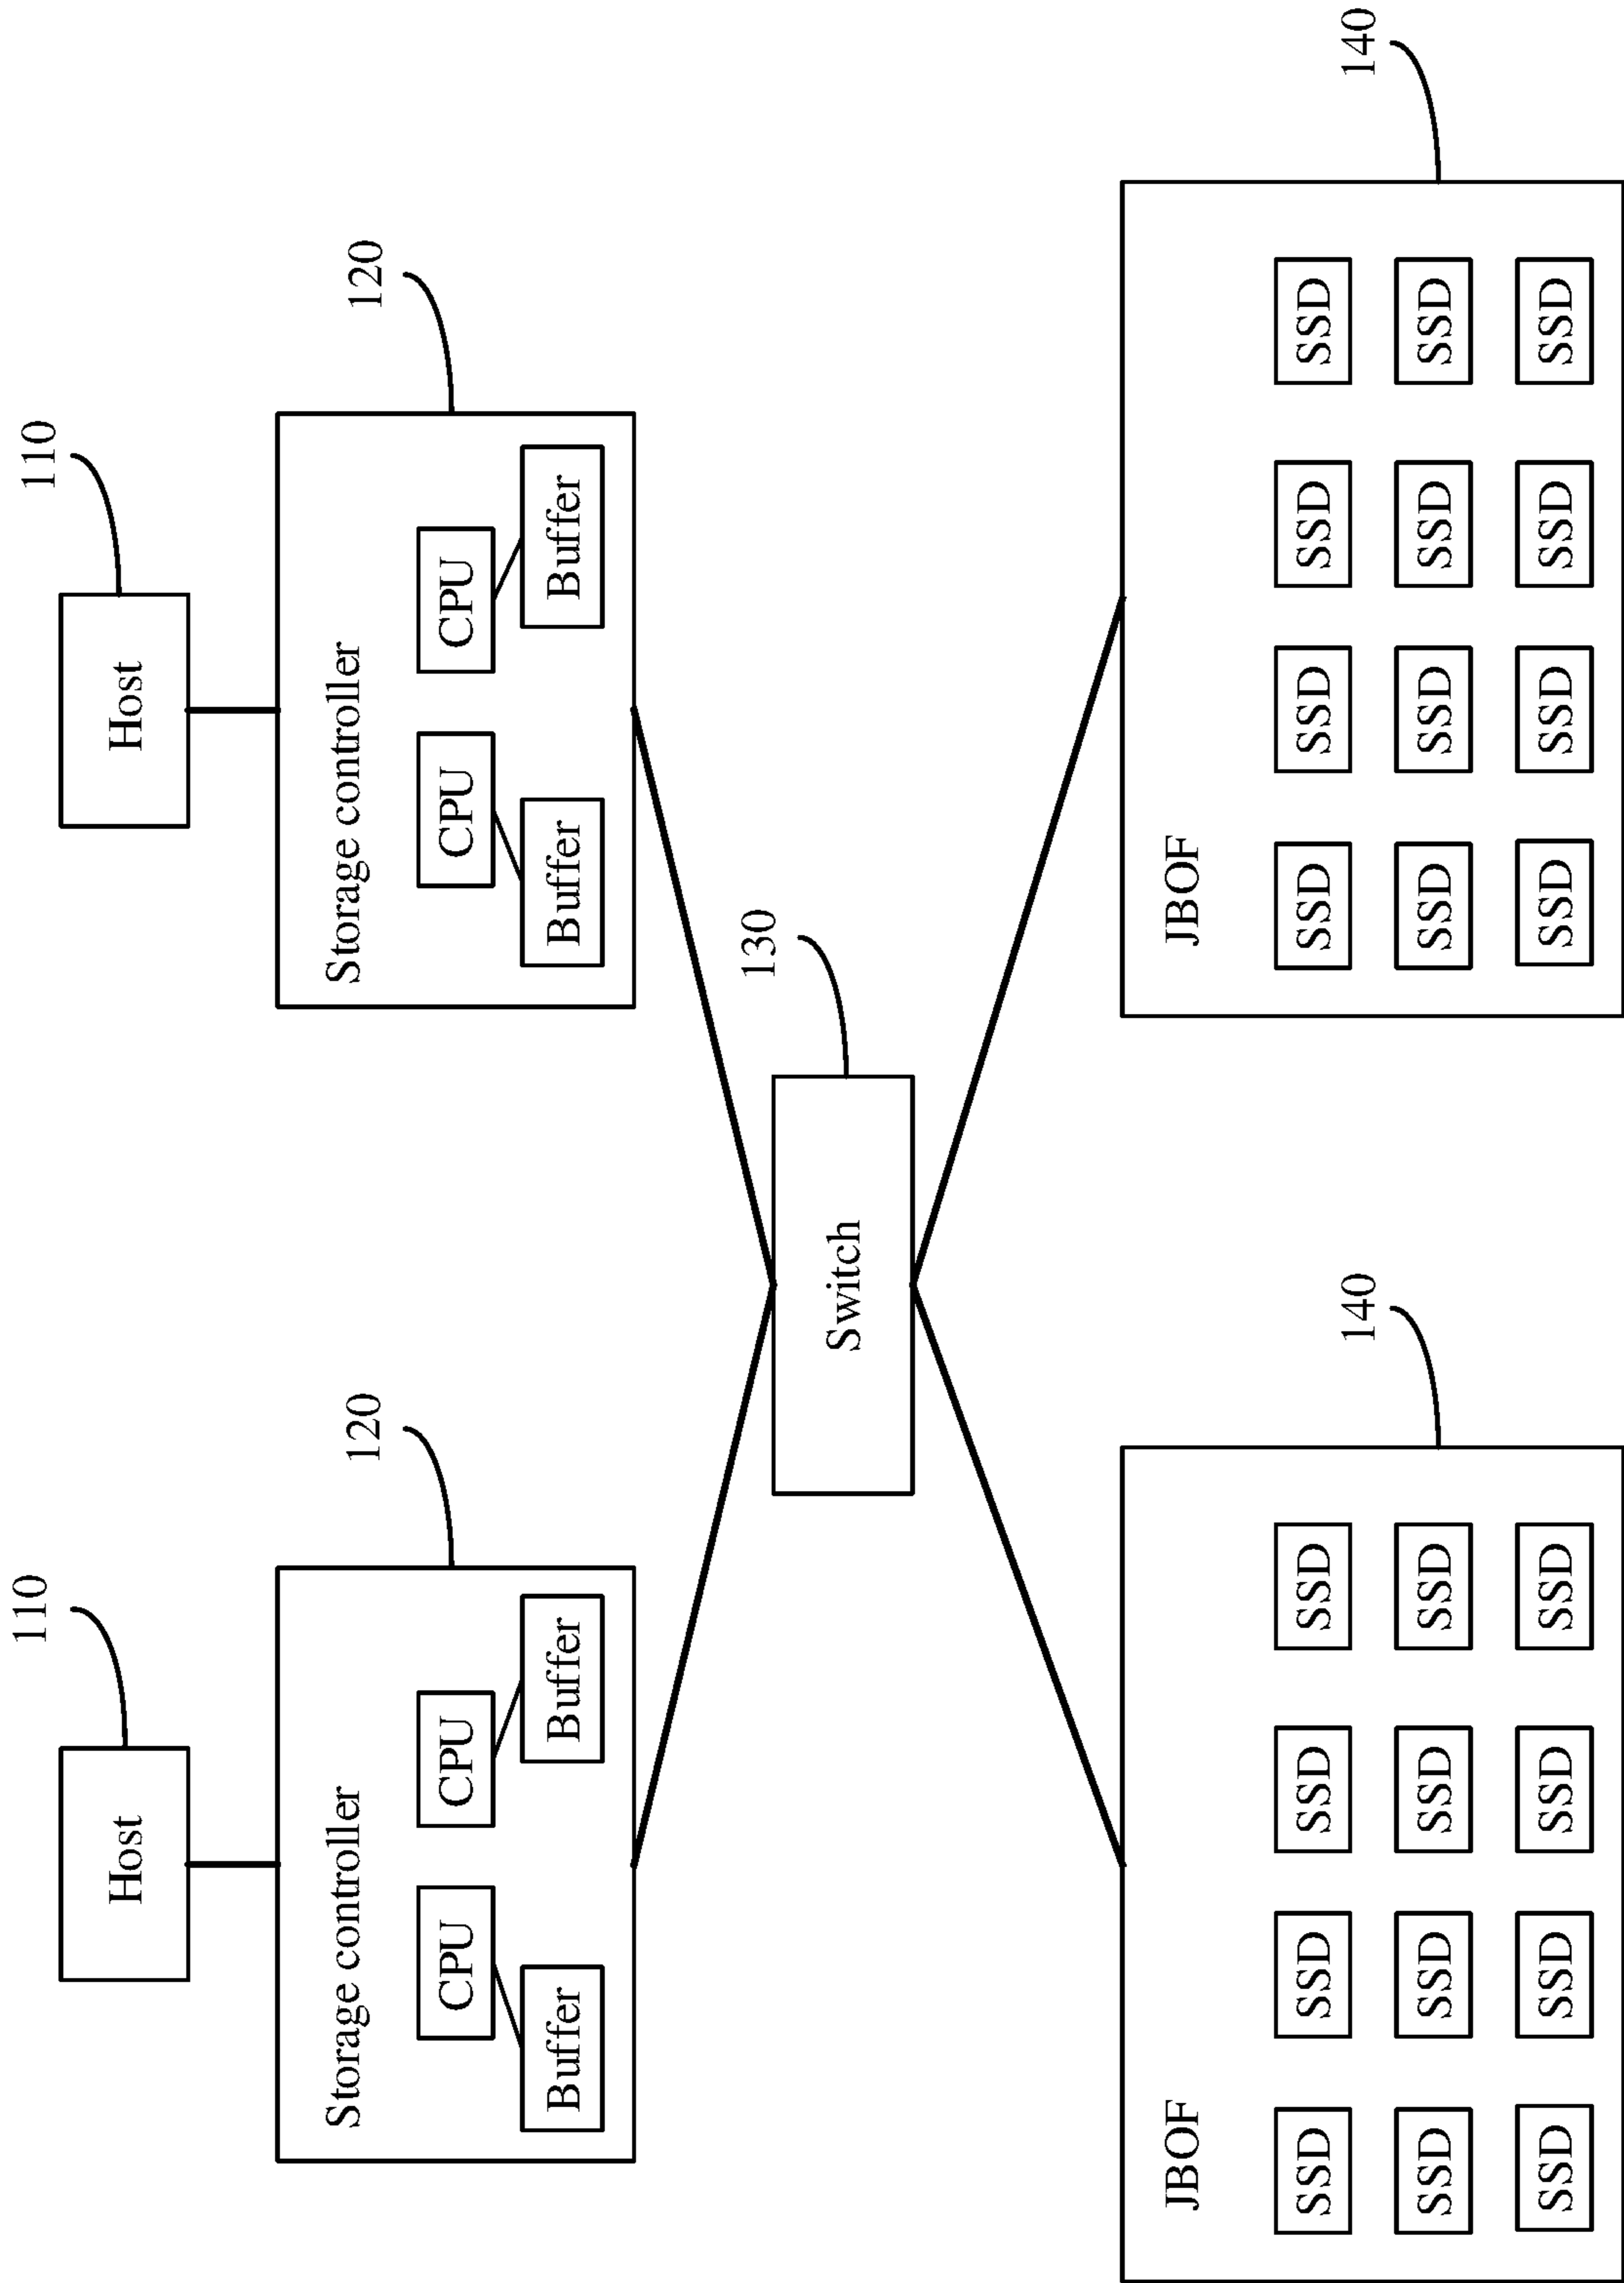 110
110
Host
Host
120
120
Storage controller
Storage controller
CPU CPU
CPU CPU
Buffer Buffer
Buffer Buffer
130
Switch
140
140
JBOF
JBOF
SSD SSD SSD SSD
SSD SSD SSD SSD
SSD SSD SSD SSD
SSD SSD SSD SSD
SSD SSD SSD SSD
SSD SSD SSD SSD